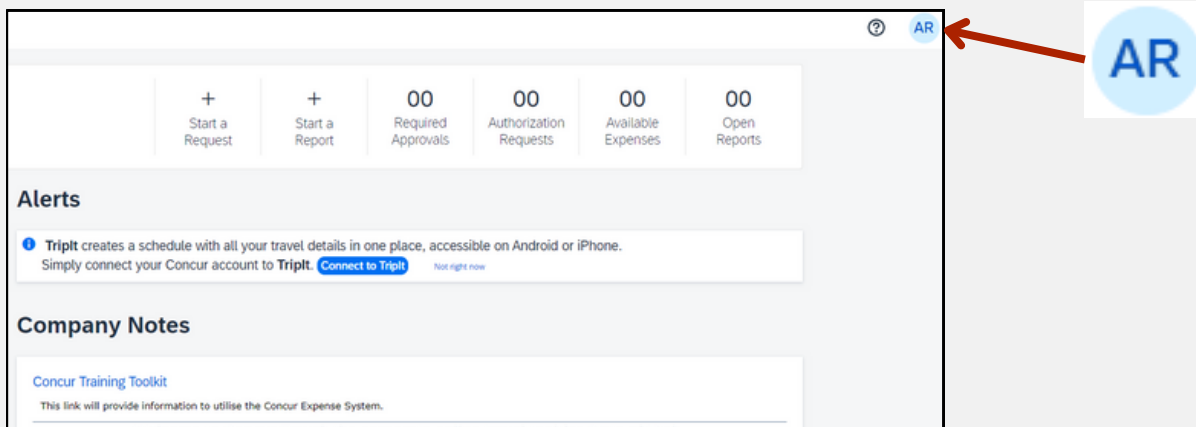 AR
AR
+ + 00 00 00 00
Start a Start a Required Authorization Available Open
Request Report Approvals Requests Expenses Reports
Alerts
TripIt creates a schedule with all your travel details in one place, accessible on Android or iPhone.
Simply connect your Concur account to TripIt. Connect to TripIt Not right now
Company Notes
Concur Training Toolkit
This link will provide information to utilise the Concur Expense System.